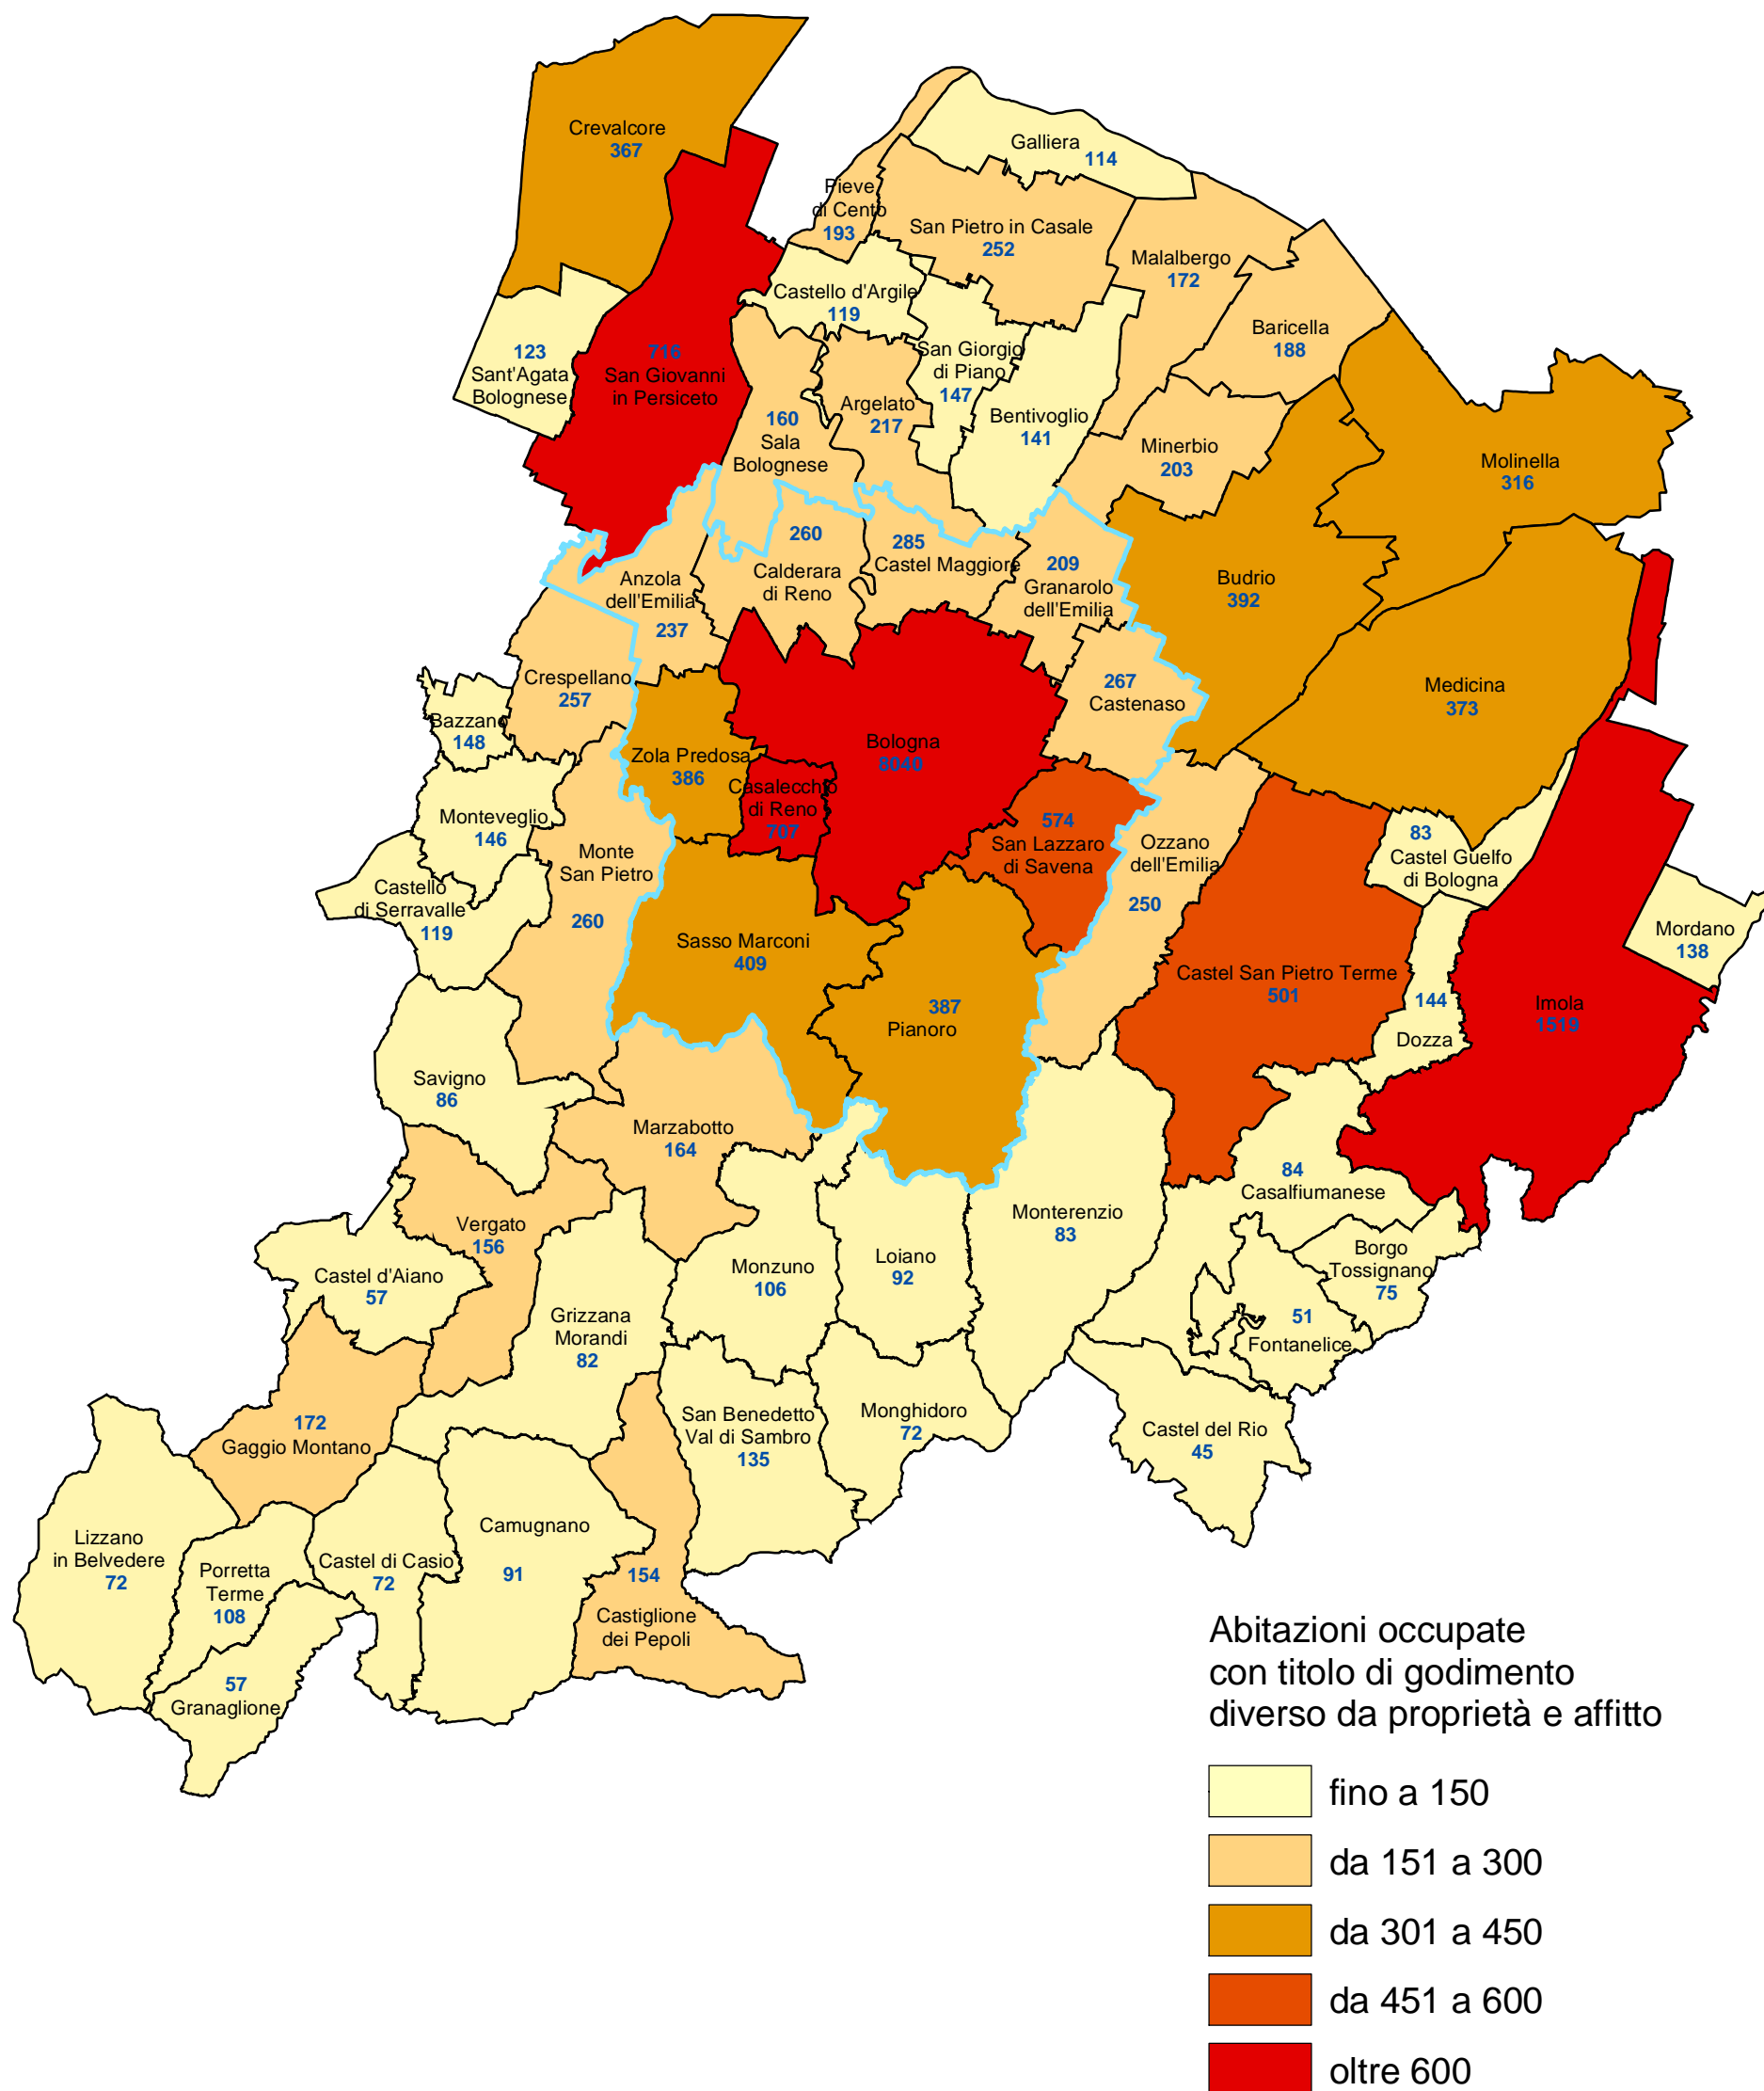 Crevalcore
367
Galliera
114
Pieve
di Cento
193
San Pietro in Casale
252
Malalbergo
172
Castello d'Argile
119
Baricella
188
123
Sant'Agata
Bolognese
716
San Giovanni
in Persiceto
San Giorgio
di Piano
147
160
Sala
Bolognese
Argelato
217
Bentivoglio
141
Minerbio
203
Molinella
316
260
Calderara
di Reno
285
Castel Maggiore
209
Granarolo
dell'Emilia
Anzola
dell'Emilia
237
Budrio
392
Crespellano
257
267
Castenaso
Medicina
373
Bazzano
148
Zola Predosa
386
Bologna
8040
Casalecchio
di Reno
707
Monteveglio
146
Monte
San Pietro
260
574
San Lazzaro
di Savena
Ozzano
dell'Emilia
250
83
Castel Guelfo
di Bologna
Castello
di Serravalle
119
Sasso Marconi
409
Mordano
138
Castel San Pietro Terme
501
387
Pianoro
144
Dozza
Imola
1519
Savigno
86
Marzabotto
164
84
Casalfiumanese
Vergato
156
Monterenzio
83
Castel d'Aiano
57
Monzuno
106
Loiano
92
Borgo
Tossignano
75
Grizzana
Morandi
82
51
Fontanelice
172
Gaggio Montano
San Benedetto
Val di Sambro
135
Monghidoro
72
Castel del Rio
45
Lizzano
in Belvedere
72
Porretta
Terme
108
Castel di Casio
72
Camugnano
91
154
Castiglione
dei Pepoli
57
Granaglione
Abitazioni occupate
con titolo di godimento
diverso da proprietà e affitto
fino a 150
da 151 a 300
da 301 a 450
da 451 a 600
oltre 600